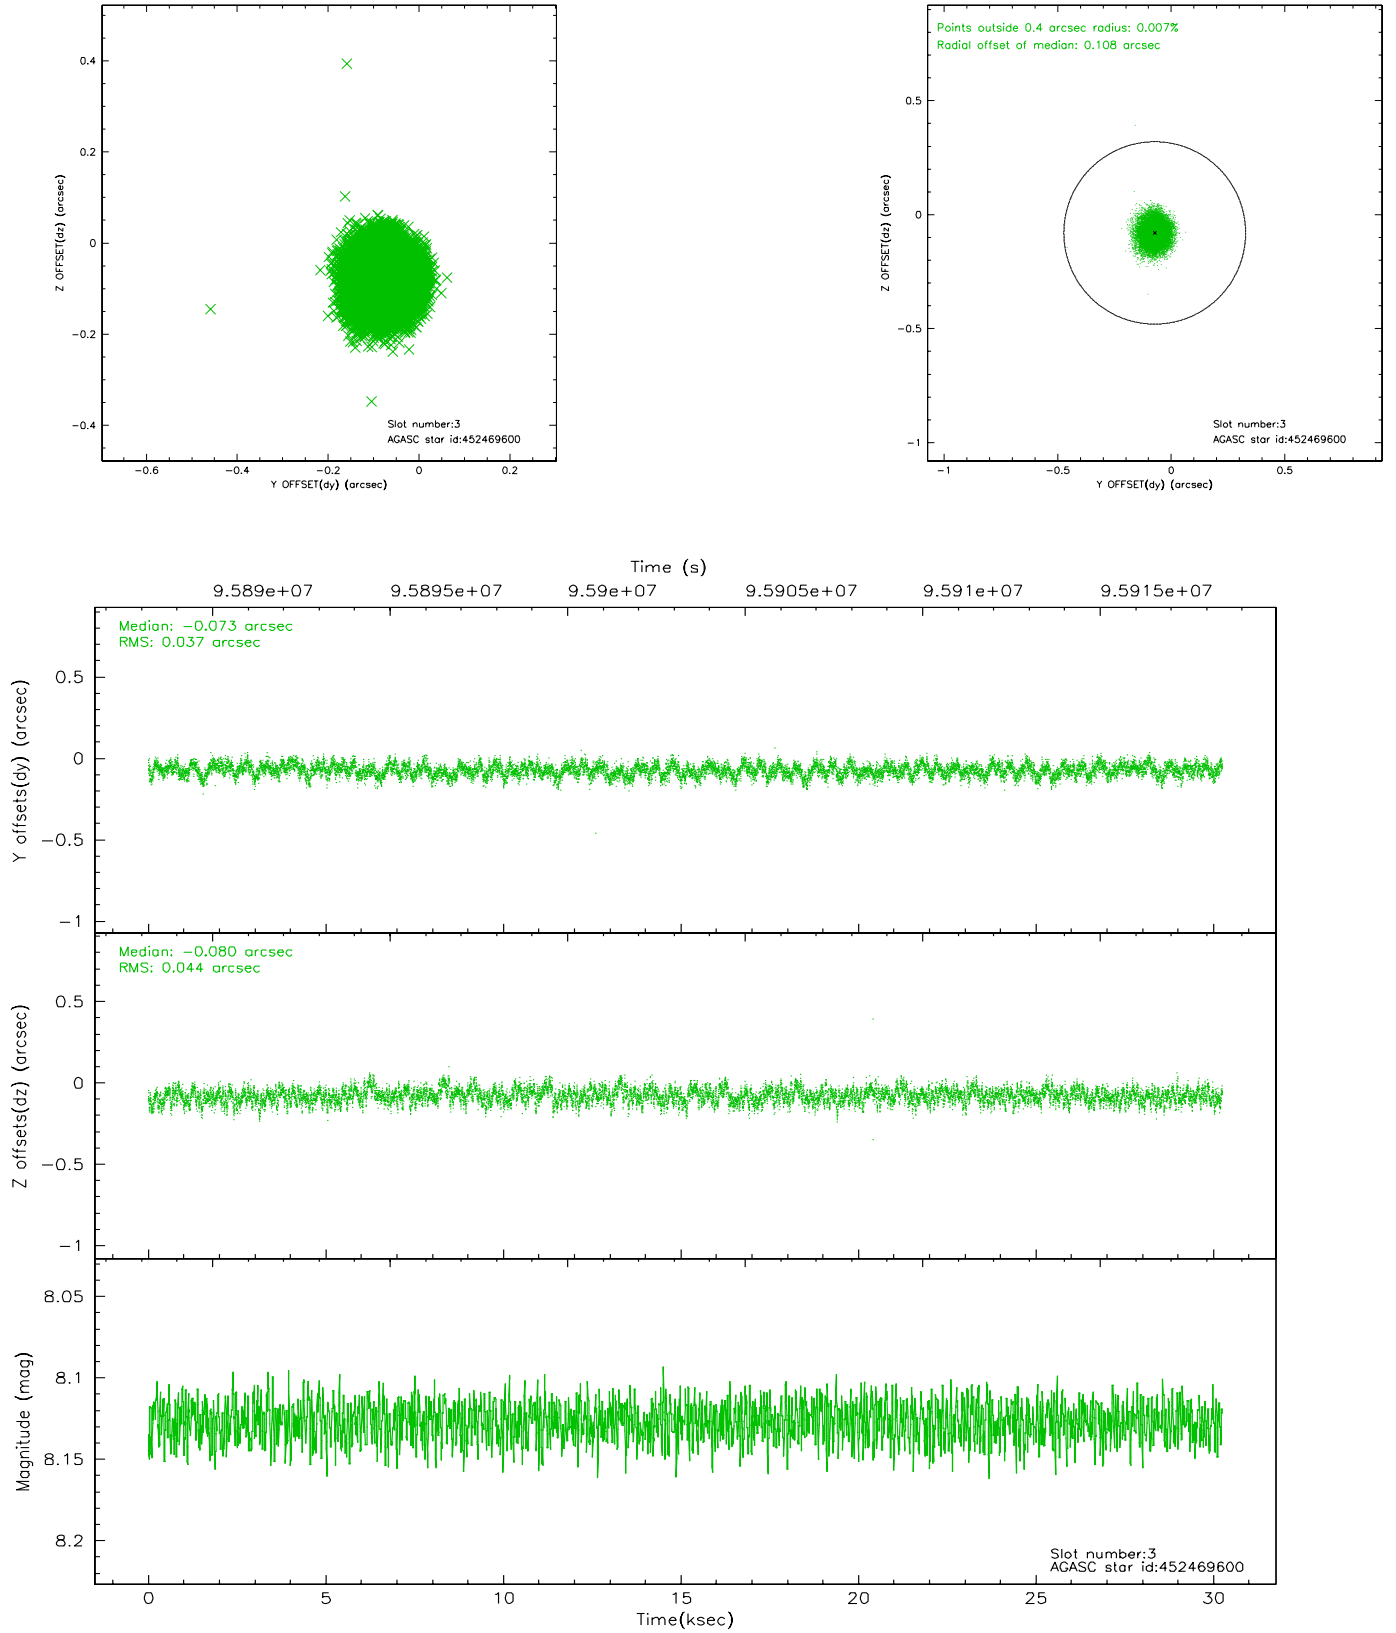 0.4
0.2
0
-0.2
-0.4
Z OFFSET(dz) (arcsec)
Slot number:3
AGASC star id:452469600
-0.6 -0.4 -0.2 0 0.2
Y OFFSET(dy) (arcsec)
Points outside 0.4 arcsec radius: 0.007%
Radial offset of median: 0.108 arcsec
0.5
0
-0.5
-1
Z OFFSET(dz) (arcsec)
Slot number:3
AGASC star id:452469600
-1 -0.5 0 0.5
Y OFFSET(dy) (arcsec)
Time (s)
9.589e+07 9.5895e+07 9.59e+07 9.5905e+07 9.591e+07 9.5915e+07
Median: -0.073 arcsec
RMS: 0.037 arcsec
0.5
0
-0.5
-1
Y offsets(dy) (arcsec)
Median: -0.080 arcsec
RMS: 0.044 arcsec
0.5
0
-0.5
-1
Z offsets(dz) (arcsec)
8.05
8.1
8.15
8.2
Magnitude (mag)
Slot number:3
AGASC star id:452469600
0 5 10 15 20 25 30
Time(ksec)